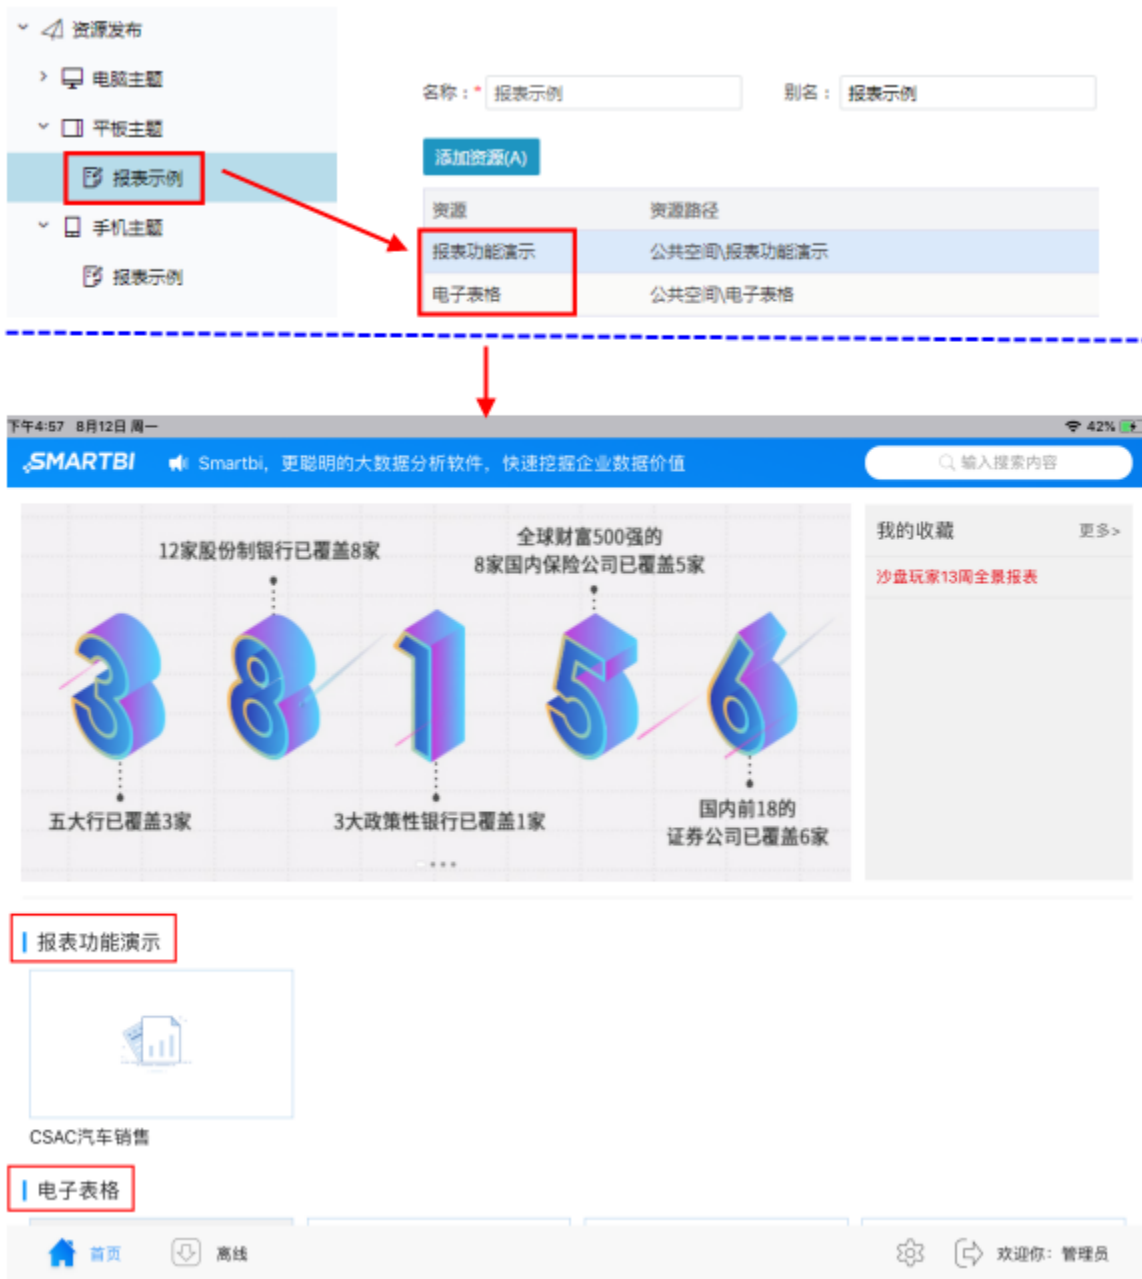 资源发布
电脑主题
平板主题
报表示例
手机主题
报表示例
名称：* 报表示例 别名： 报表示例
添加资源(A)
资源 资源路径
报表功能演示 公共空间\报表功能演示
电子表格 公共空间\电子表格
下午4:57 8月12日 周一 42%
SMARTBI Smartbi，更聪明的大数据分析软件，快速挖掘企业数据价值 输入搜索内容
12家股份制银行已覆盖8家
全球财富500强的
8家国内保险公司已覆盖5家
3 8 1 5 6
五大行已覆盖3家
3大政策性银行已覆盖1家
国内前18的
证券公司已覆盖6家
我的收藏 更多>
沙盘玩家13周全景报表
报表功能演示
CSAC汽车销售
电子表格
首页 离线 欢迎你：管理员